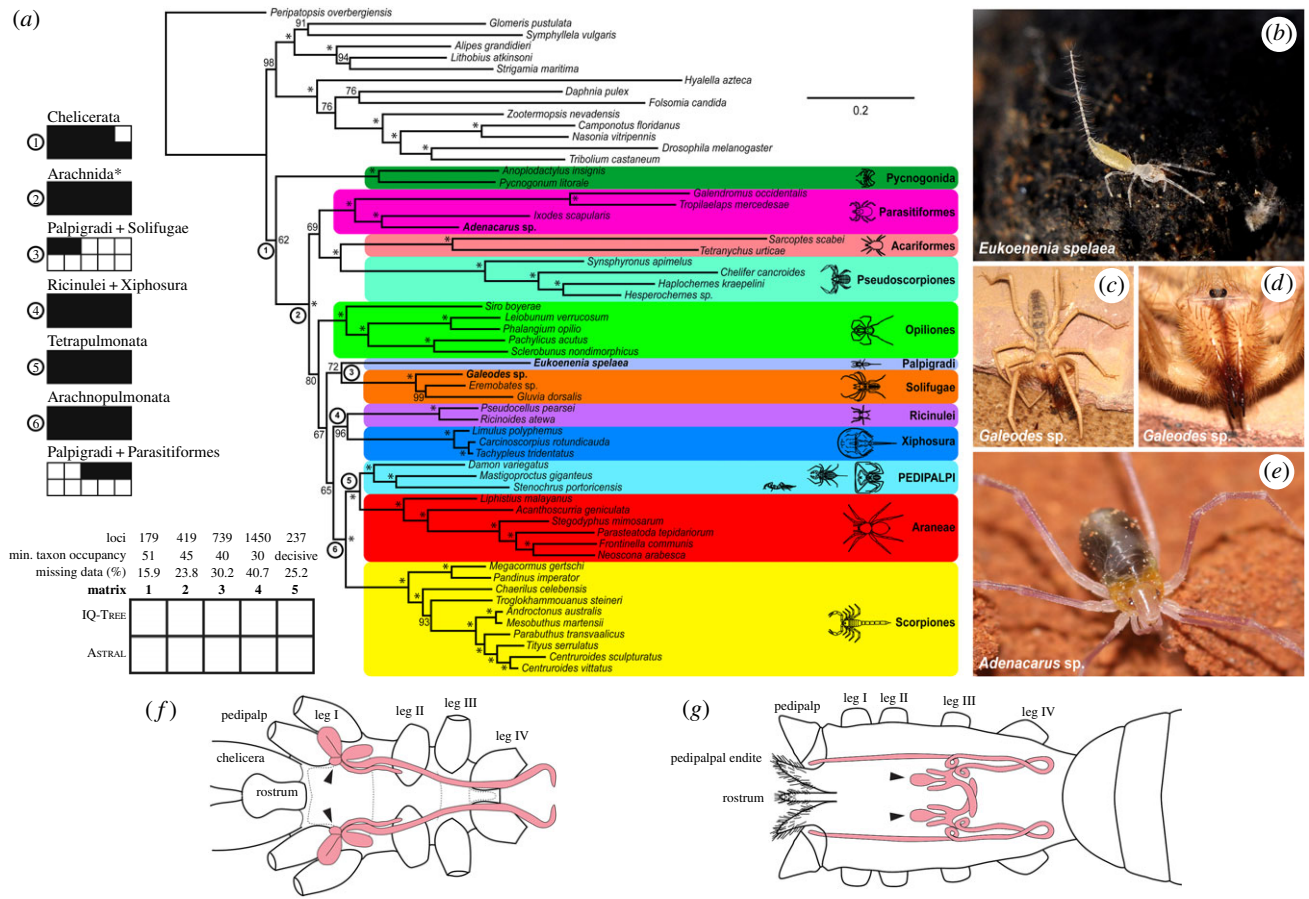 (a)
Peripatopsis overbergiensis
91
Glomeris pustulata
*
Symphyllela vulgaris
98
*
Alipes grandidieri
94
Lithobius atkinsoni
Strigamia maritima
*
Hyalella azteca
76
Daphnia pulex
76
Folsomia candida
*
Zootermopsis nevadensis
*
Camponotus floridanus
*
Nasonia vitripennis
*
Drosophila melanogaster
Tribolium castaneum
0.2
Chelicerata
1
Arachnida*
2
Palpigradi + Solifugae
3
Ricinulei + Xiphosura
4
Tetrapulmonata
5
Arachnopulmonata
6
Palpigradi + Parasitiformes
1
62
*
Anoplodactylus insignis
Pycnogonum litorale
Pycnogonida
69
*
Galendromus occidentalis
*
Tropilaelaps mercedesae
*
Ixodes scapularis
Adenacarus sp.
Parasitiformes
*
*
Sarcoptes scabei
Tetranychus urticae
Acariformes
*
Synsphyronus apimelus
*
Chelifer cancroides
*
Haplochernes kraepelini
Hesperochernes sp.
Pseudoscorpiones
2
*
80
*
Siro boyerae
*
Leiobunum verrucosum
*
Phalangium opilio
*
Pachylicus acutus
Sclerobunus nondimorphicus
Opiliones
72
3
Eukoenenia spelaea
Palpigradi
*
Galeodes sp.
Eremobates sp.
99
Gluvia dorsalis
Solifugae
67
4
*
Pseudocellus pearsei
Ricinoides atewa
Ricinulei
96
*
Limulus polyphemus
Carcinoscorpius rotundicauda
*
Tachypleus tridentatus
Xiphosura
65
5
*
Damon variegatus
*
Mastigoproctus giganteus
Stenochrus portoricensis
PEDIPALPI
*
*
Liphistius malayanus
*
Acanthoscurria geniculata
*
Stegodyphus mimosarum
*
Parasteatoda tepidariorum
*
Frontinella communis
Neoscona arabesca
Araneae
6
*
*
*
Megacormus gertschi
Pandinus imperator
*
Chaerilus celebensis
Troglokhammouanus steineri
93
*
Androctonus australis
*
Mesobuthus martensii
*
Parabuthus transvaalicus
*
Tityus serrulatus
*
Centruroides sculpturatus
Centruroides vittatus
Scorpiones
loci 179 419 739 1450 237
min. taxon occupancy 51 45 40 30 decisive
missing data (%) 15.9 23.8 30.2 40.7 25.2
matrix 1 2 3 4 5
IQ-TREE
ASTRAL
(b)
Eukoenenia spelaea
(c)
Galeodes sp.
(d)
Galeodes sp.
(e)
Adenacarus sp.
(f)
pedipalp
leg I
leg II
leg III
leg IV
chelicera
rostrum
(g)
pedipalp
leg I
leg II
leg III
leg IV
pedipalpal endite
rostrum